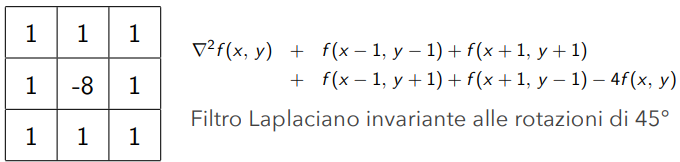 1 1 1
1 -8 1
1 1 1
∇²f(x, y) + f(x − 1, y − 1) + f(x + 1, y + 1)
+ f(x − 1, y + 1) + f(x + 1, y − 1) − 4f(x, y)
Filtro Laplaciano invariante alle rotazioni di 45°